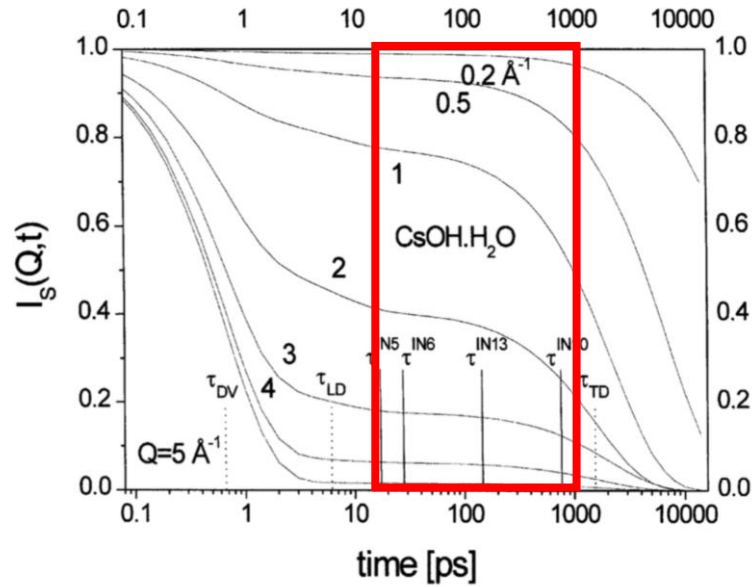 0.1 1 10 100 1000 10000
1.0 1.0
0.2 Å⁻¹
0.5
0.8 0.8
1
0.6 CsOH.H₂O 0.6
2
0.4 0.4
I_S(Q,t)
3 τ^IN5 τ^IN6 τ^IN13 τ^IN10
τ_DV τ_LD τ_TD
4
0.2 0.2
Q=5 Å⁻¹
0.0 0.0
0.1 1 10 100 1000 10000
time [ps]